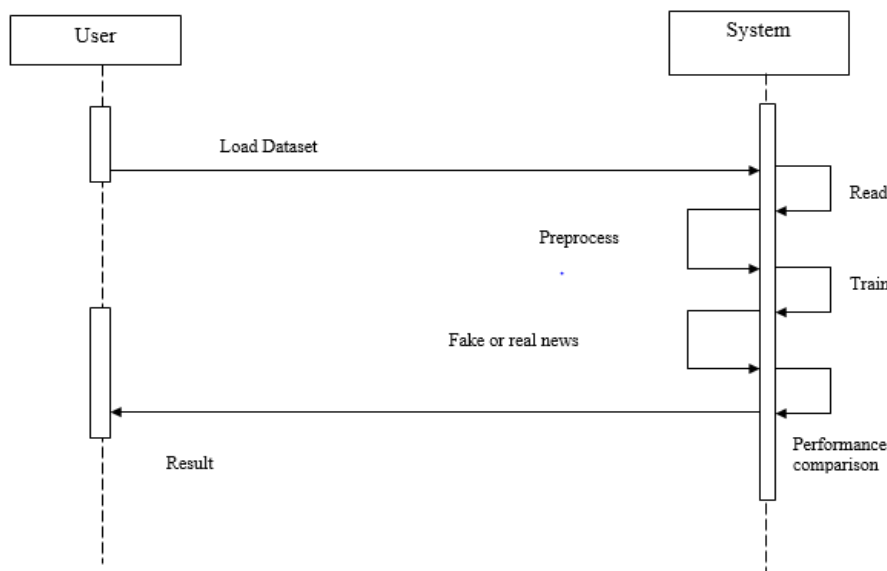 User
System
Load Dataset
Read
Preprocess
Train
Fake or real news
Performance
comparison
Result